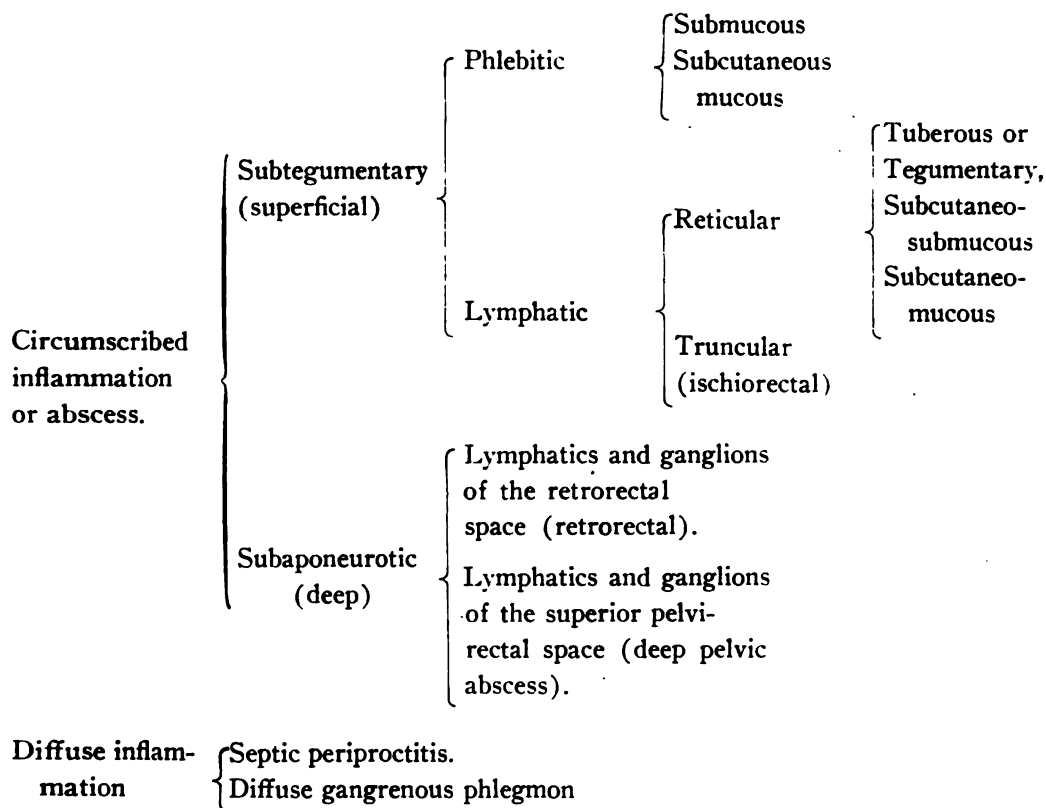 Circumscribed
inflammation
or abscess.
Subtegumentary
(superficial)
Phlebitic
Submucous
Subcutaneous
mucous
Lymphatic
Reticular
Tuberous or
Tegumentary,
Subcutaneo-
submucous
Subcutaneo-
mucous
Truncular
(ischiorectal)
Subaponeurotic
(deep)
Lymphatics and ganglions
of the retrorectal
space (retrorectal).
Lymphatics and ganglions
of the superior pelvi-
rectal space (deep pelvic
abscess).
Diffuse inflam-
mation
Septic periproctitis.
Diffuse gangrenous phlegmon